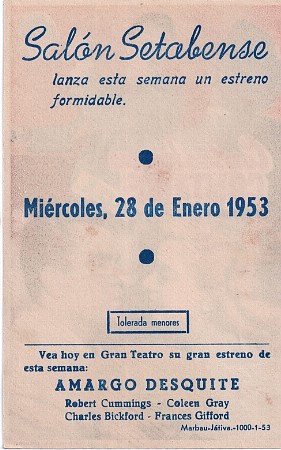 Salón Setabense
lanza esta semana un estreno
formidable.
Miércoles, 28 de Enero 1953
Tolerada menores
Vea hoy en Gran Teatro su gran estreno de
esta semana:
AMARGO DESQUITE
Robert Cummings - Coleen Gray
Charles Bickford - Frances Gifford
Marbau-Játiva.-1000-1-53